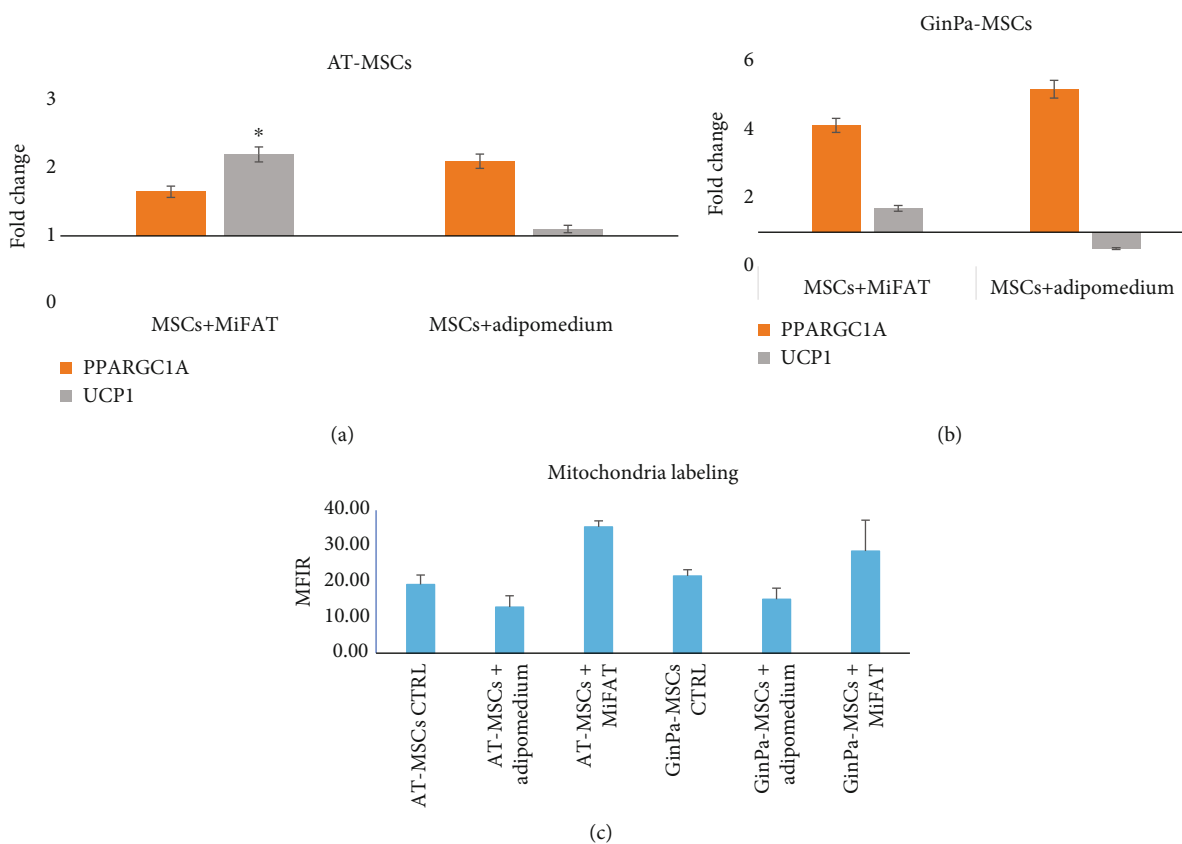 AT-MSCs
Fold change
3
2
1
0
*
MSCs+MiFAT
MSCs+adipomedium
PPARGC1A
UCP1
(a)
GinPa-MSCs
Fold change
6
4
2
0
MSCs+MiFAT
MSCs+adipomedium
PPARGC1A
UCP1
(b)
Mitochondria labeling
MFIR
40.00
30.00
20.00
10.00
0.00
AT-MSCs CTRL
AT-MSCs +
adipomedium
AT-MSCs +
MiFAT
GinPa-MSCs
CTRL
GinPa-MSCs +
adipomedium
GinPa-MSCs +
MiFAT
(c)